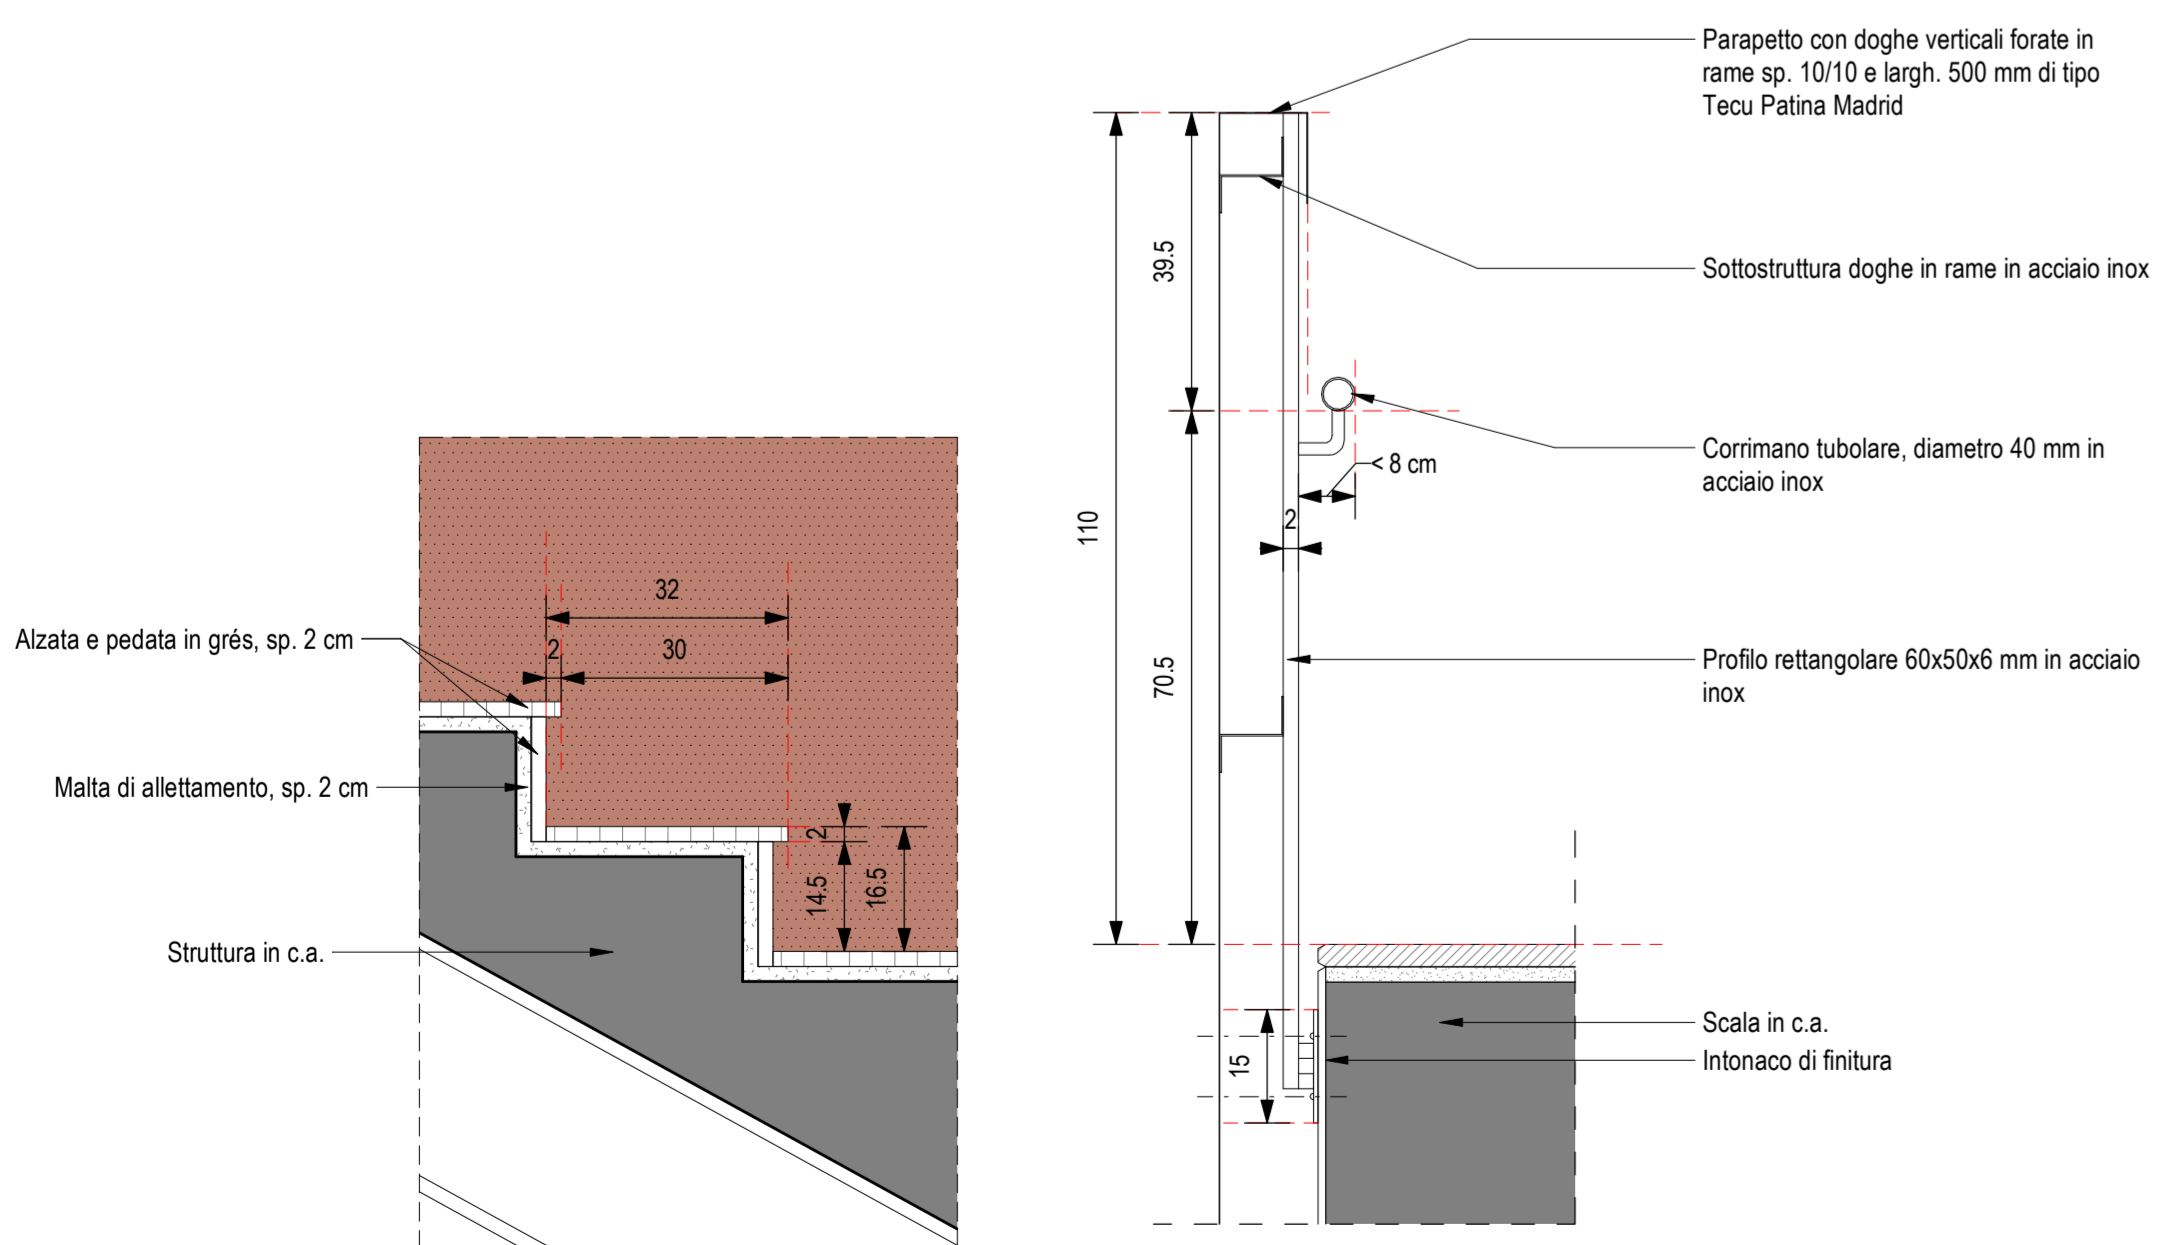 Parapetto con doghe verticali forate in
rame sp. 10/10 e largh. 500 mm di tipo
Tecu Patina Madrid
39.5
Sottostruttura doghe in rame in acciaio inox
Corrimano tubolare, diametro 40 mm in
acciaio inox
< 8 cm
110
2
32
2
30
Alzata e pedata in grés, sp. 2 cm
70.5
Profilo rettangolare 60x50x6 mm in acciaio
inox
Malta di allettamento, sp. 2 cm
2
14.5
16.5
Struttura in c.a.
15
Scala in c.a.
Intonaco di finitura